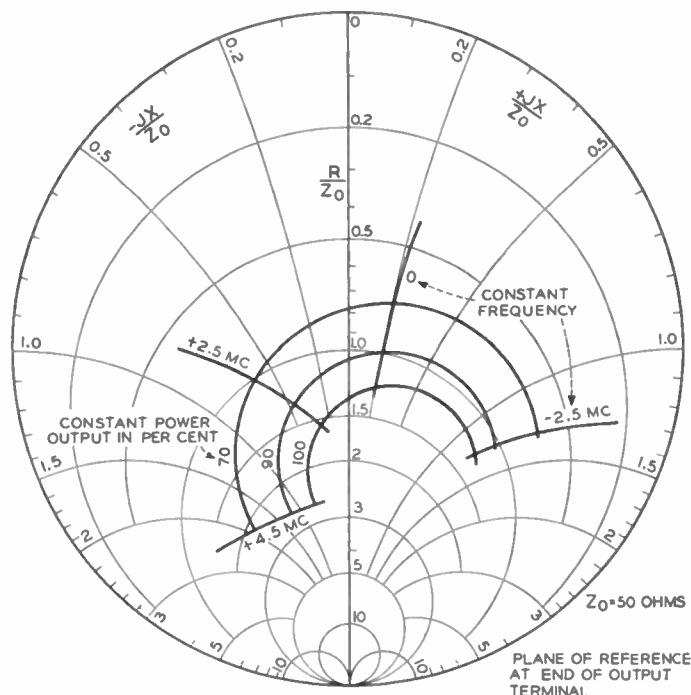 0
0.2
0.2
-JX
Z0
+JX
Z0
0.5
0.2
0.5
R
Z0
0.5
0
CONSTANT
FREQUENCY
1.0
+2.5 MC
1.0
1.0
-2.5 MC
CONSTANT POWER
OUTPUT IN PER CENT
70
90
100
1.5
1.5
2
1.5
+4.5 MC
2
3
2
5
Z0=50 OHMS
3
10
3
5
10
10
5
PLANE OF REFERENCE
AT END OF OUTPUT
TERMINAL